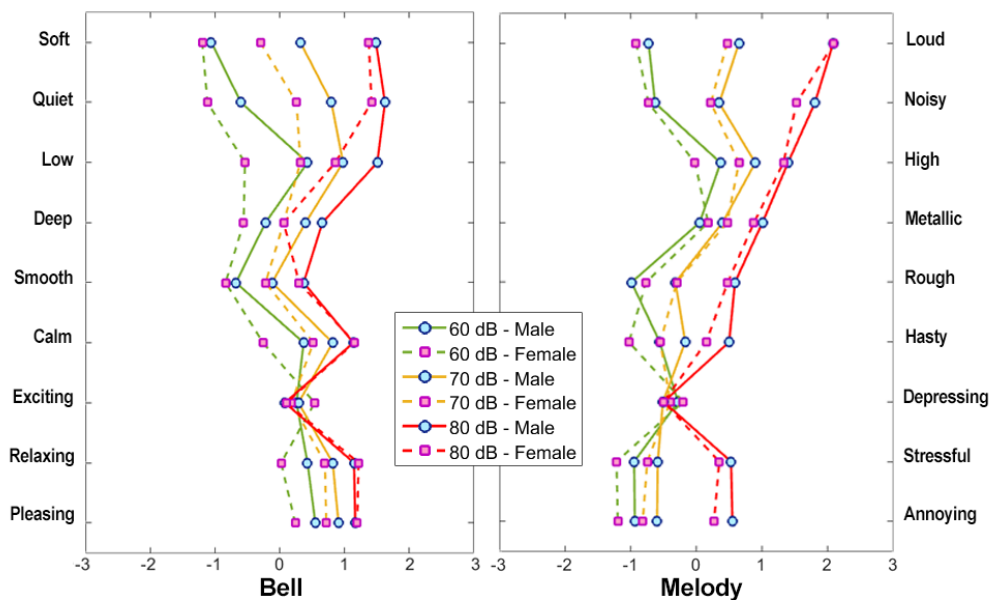 Soft
Quiet
Low
Deep
Smooth
Calm
Exciting
Relaxing
Pleasing
-3 -2 -1 0 1 2 3
Bell
60 dB - Male
60 dB - Female
70 dB - Male
70 dB - Female
80 dB - Male
80 dB - Female
Loud
Noisy
High
Metallic
Rough
Hasty
Depressing
Stressful
Annoying
-3 -2 -1 0 1 2 3
Melody